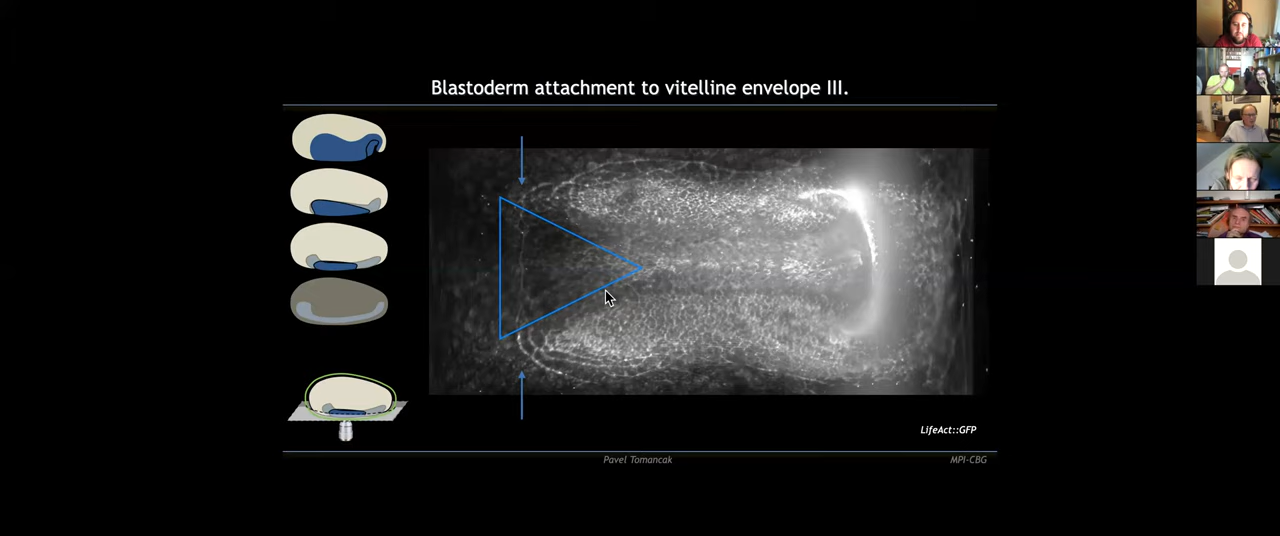 Blastoderm attachment to vitelline envelope III.
LifeAct::GFP
Pavel Tomancak
MPI-CBG